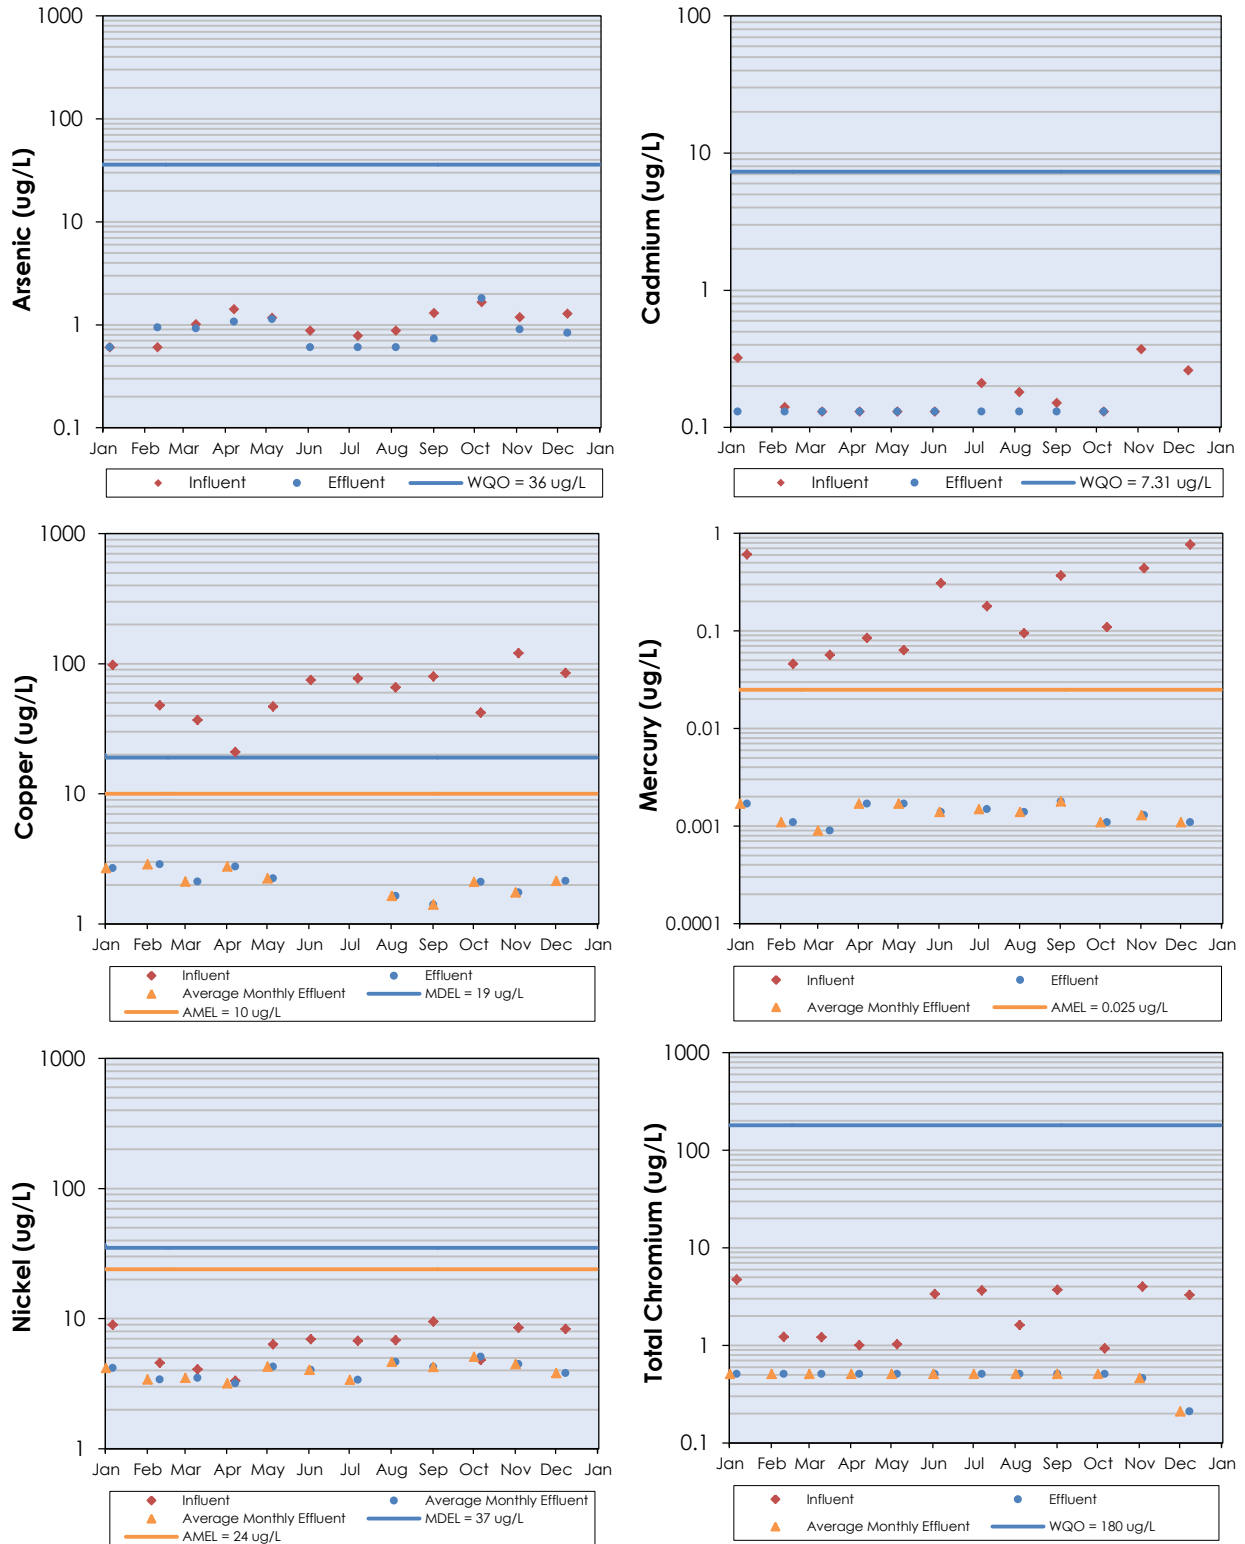 Arsenic (ug/L)
1000
100
10
1
0.1
Jan Feb Mar Apr May Jun Jul Aug Sep Oct Nov Dec Jan
Influent Effluent WQO = 36 ug/L
Cadmium (ug/L)
100
10
1
0.1
Jan Feb Mar Apr May Jun Jul Aug Sep Oct Nov Dec Jan
Influent Effluent WQO = 7.31 ug/L
Copper (ug/L)
1000
100
10
1
Jan Feb Mar Apr May Jun Jul Aug Sep Oct Nov Dec Jan
Influent Effluent
Average Monthly Effluent MDEL = 19 ug/L
AMEL = 10 ug/L
Mercury (ug/L)
1
0.1
0.01
0.001
0.0001
Jan Feb Mar Apr May Jun Jul Aug Sep Oct Nov Dec Jan
Influent Effluent
Average Monthly Effluent AMEL = 0.025 ug/L
Nickel (ug/L)
1000
100
10
1
Jan Feb Mar Apr May Jun Jul Aug Sep Oct Nov Dec Jan
Influent Average Monthly Effluent
Average Monthly Effluent MDEL = 37 ug/L
AMEL = 24 ug/L
Total Chromium (ug/L)
1000
100
10
1
0.1
Jan Feb Mar Apr May Jun Jul Aug Sep Oct Nov Dec Jan
Influent Effluent
Average Monthly Effluent WQO = 180 ug/L